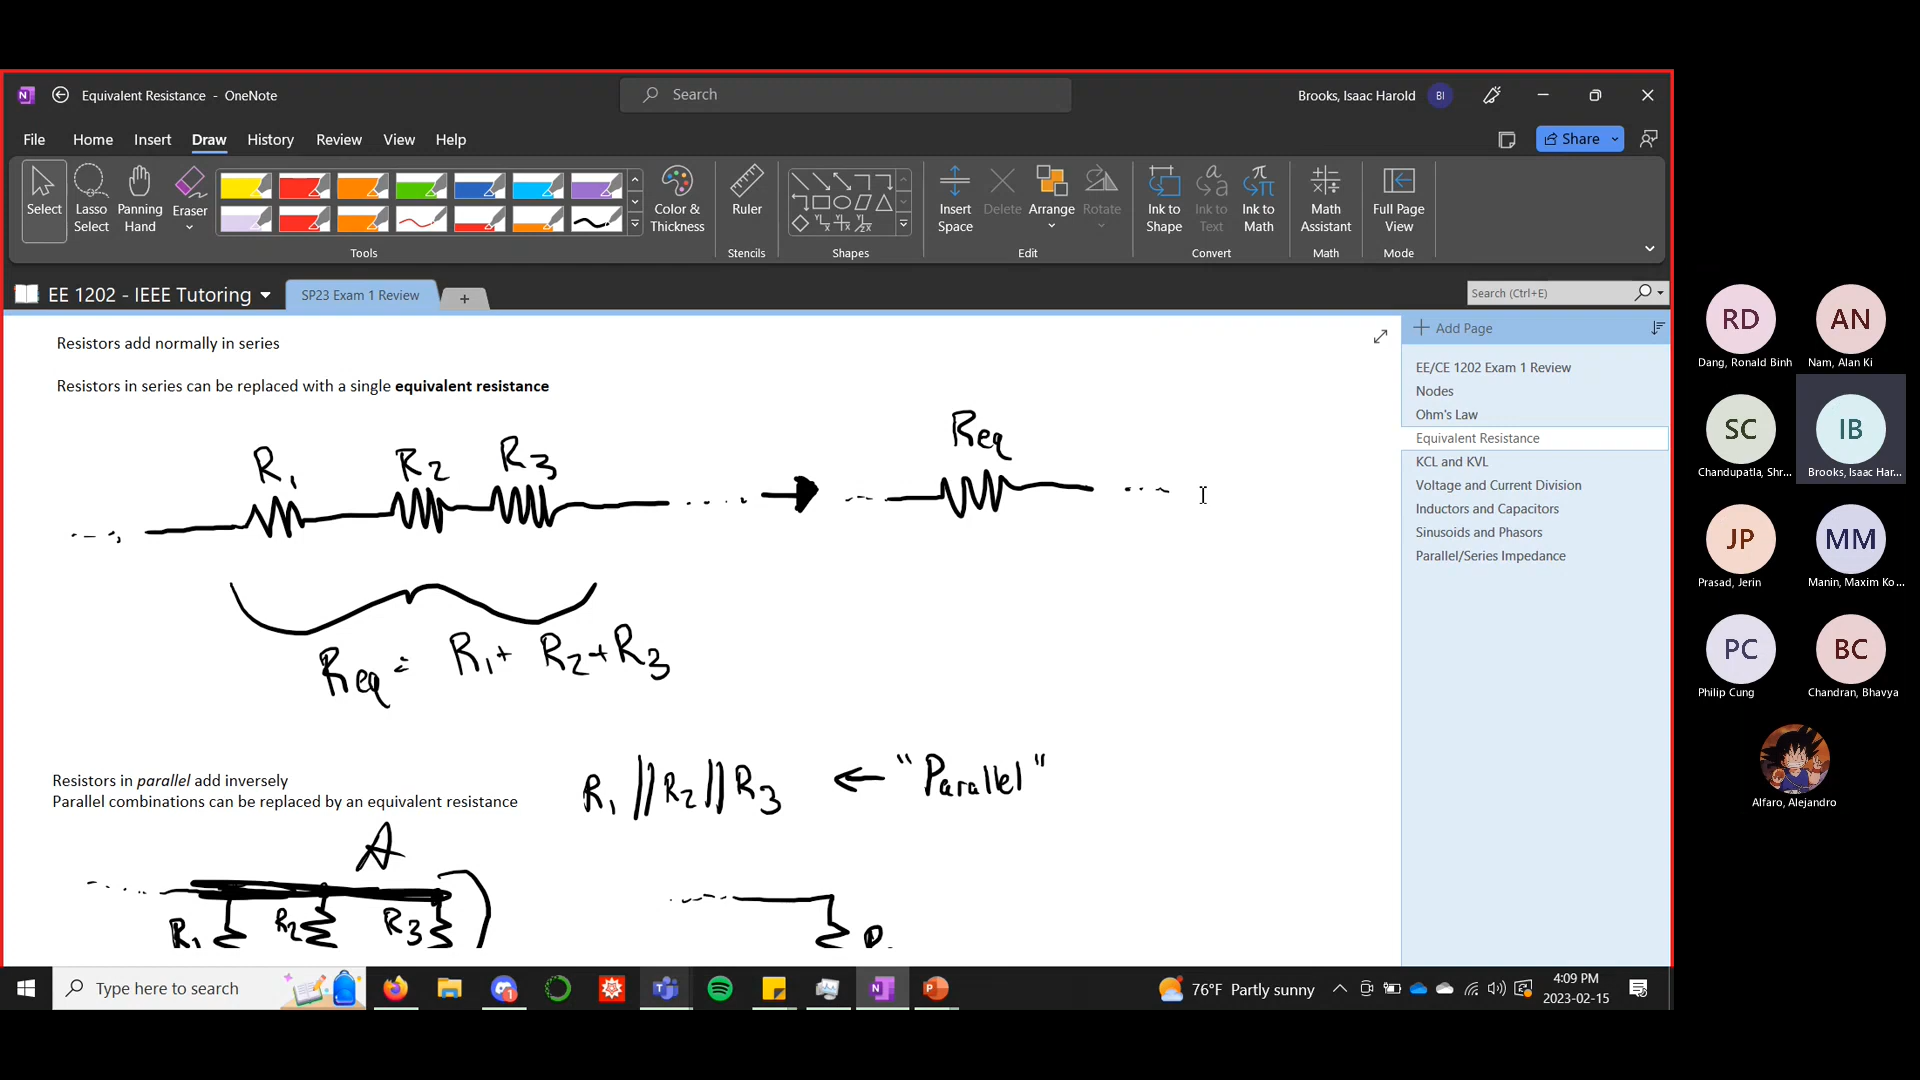 Equivalent Resistance - OneNote
Search
Brooks, Isaac Harold
BI
File
Home
Insert
Draw
History
Review
View
Help
Share
Select
Lasso Select
Panning Hand
Eraser
Color & Thickness
Ruler
Insert Space
Delete
Arrange
Rotate
Ink to Shape
Ink to Text
Ink to Math
Math Assistant
Full Page View
Tools
Stencils
Shapes
Edit
Convert
Math
Mode
EE 1202 - IEEE Tutoring
SP23 Exam 1 Review
Search (Ctrl+E)
Resistors add normally in series
Resistors in series can be replaced with a single equivalent resistance
R1 R2 R3
Req
Req = R1 + R2 + R3
Resistors in parallel add inversely
Parallel combinations can be replaced by an equivalent resistance
R1 || R2 || R3 ← "Parallel"
A
R1 R2 R3
Add Page
EE/CE 1202 Exam 1 Review
Nodes
Ohm's Law
Equivalent Resistance
KCL and KVL
Voltage and Current Division
Inductors and Capacitors
Sinusoids and Phasors
Parallel/Series Impedance
RD
Dang, Ronald Binh
AN
Nam, Alan Ki
SC
Chandupatla, Shr...
IB
Brooks, Isaac Har...
JP
Prasad, Jerin
MM
Manin, Maxim Ko...
PC
Philip Cung
BC
Chandran, Bhavya
Alfaro, Alejandro
Type here to search
76°F Partly sunny
4:09 PM
2023-02-15